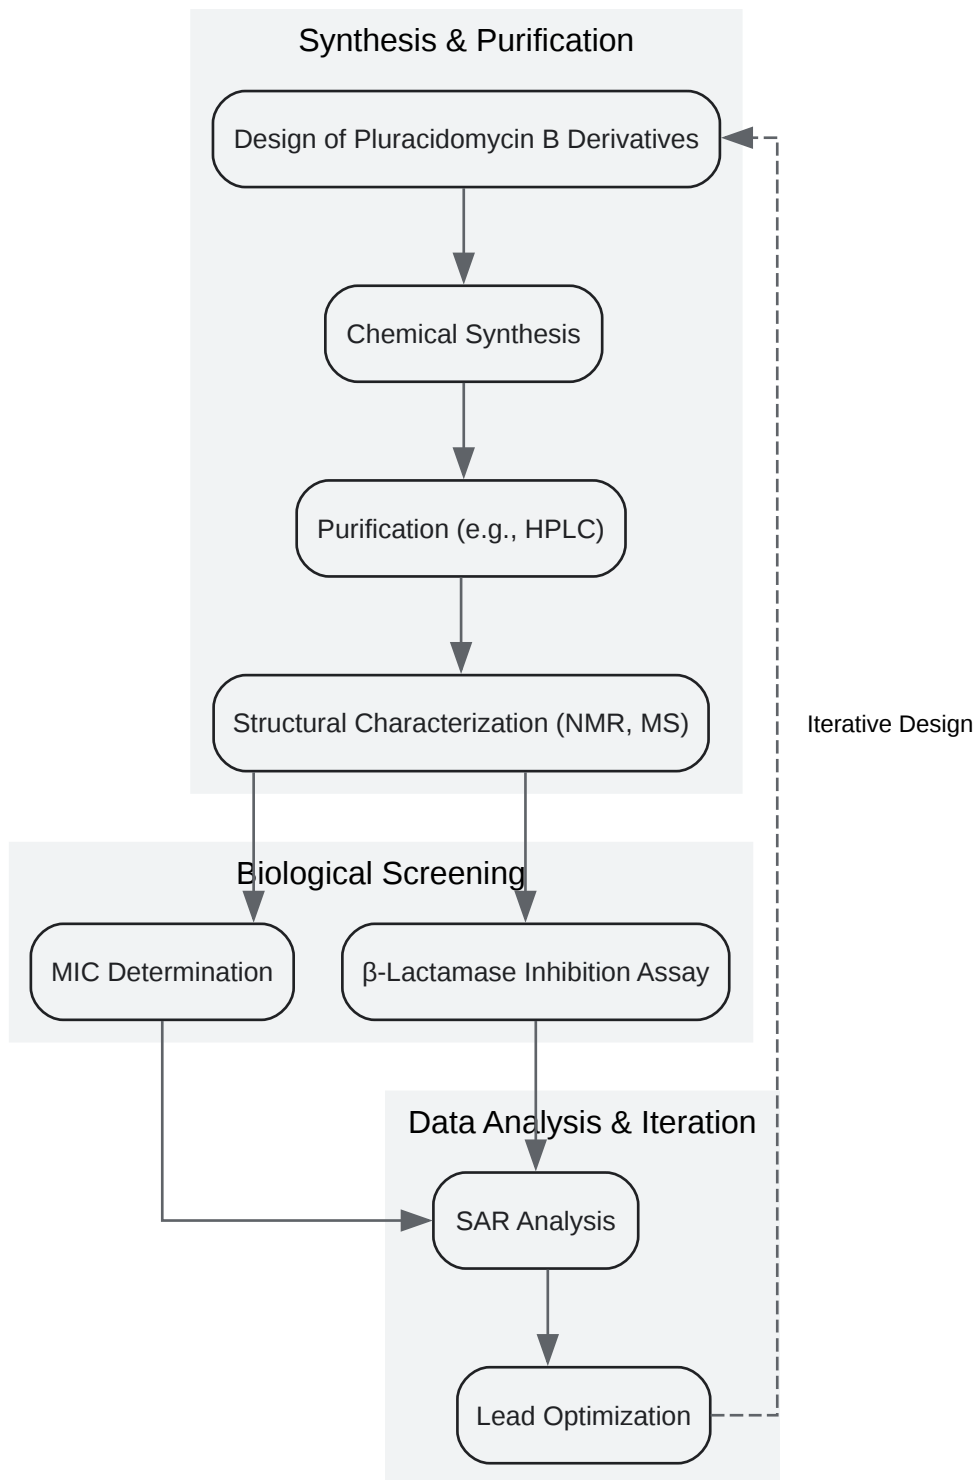 Synthesis & Purification
Design of Pluracidomycin B Derivatives
Chemical Synthesis
Purification (e.g., HPLC)
Structural Characterization (NMR, MS)
Iterative Design
Biological Screening
MIC Determination
β-Lactamase Inhibition Assay
Data Analysis & Iteration
SAR Analysis
Lead Optimization